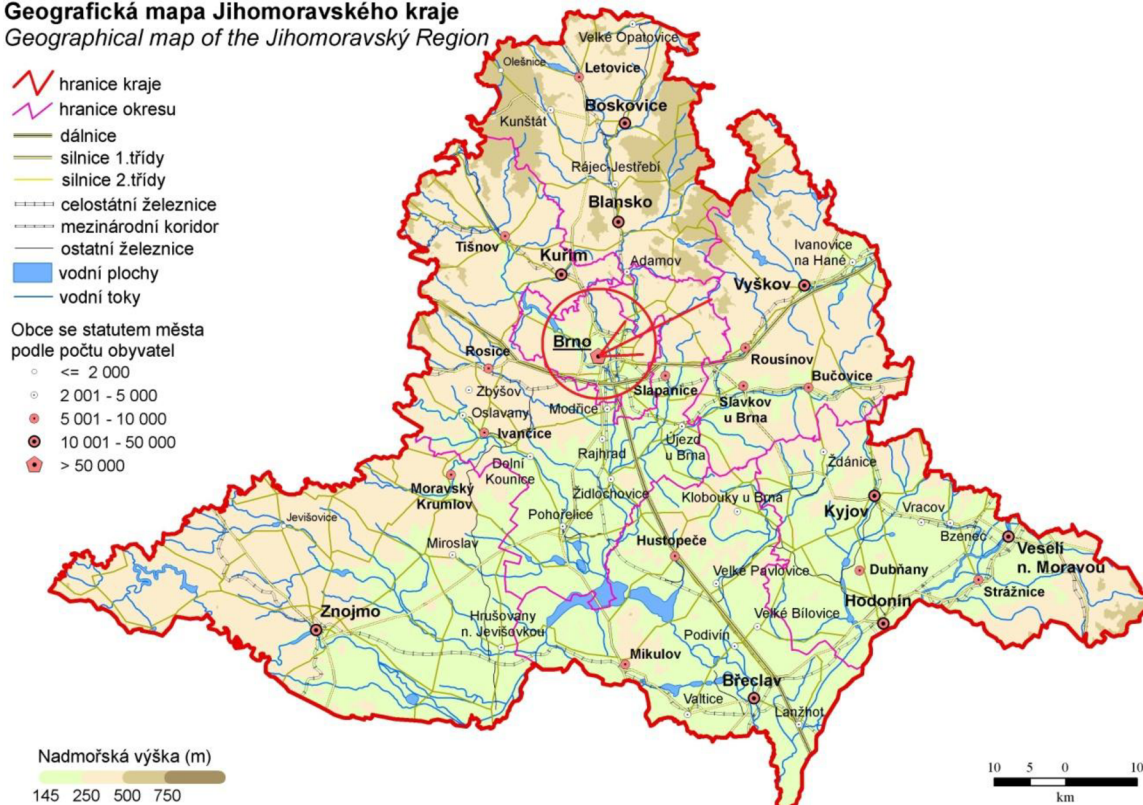 Geografická mapa Jihomoravského kraje
Geographical map of the Jihomoravský Region
hranice kraje
hranice okresu
dálnice
silnice 1.třídy
silnice 2.třídy
celostátní železnice
mezinárodní koridor
ostatní železnice
vodní plochy
vodní toky
Obce se statutem města
podle počtu obyvatel
<= 2 000
2 001 - 5 000
5 001 - 10 000
10 001 - 50 000
> 50 000
Velké Opatovice
Olešnice
Letovice
Boskovice
Kunštát
Rájec-Jestřebí
Blansko
Tišnov
Kuřim
Adamov
Ivanovice
na Hané
Vyškov
Brno
Rosice
Rousínov
Zbýšov
Šlapanice
Bučovice
Slavkov
u Brna
Oslavany
Modřice
Ivančice
Újezd
u Brna
Rajhrad
Dolní
Kounice
Ždánice
Moravský
Krumlov
Židlochovice
Klobouky u Brna
Kyjov
Vracov
Jevišovice
Pohořelice
Bzenec
Miroslav
Hustopeče
Veselí
n. Moravou
Dubňany
Velké Pavlovice
Strážnice
Hodonín
Znojmo
Hrušovany
n. Jevišovkou
Velké Bílovice
Podivín
Mikulov
Břeclav
Valtice
Lanžhot
Nadmořská výška (m)
145 250 500 750
10 5 0 10
km